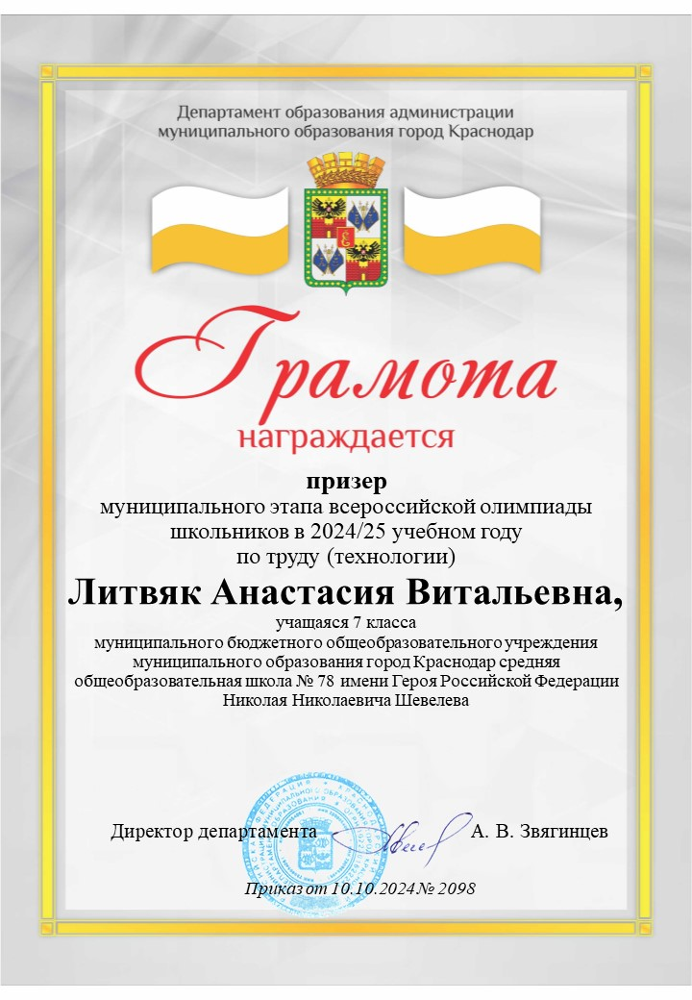 Департамент образования администрации
муниципального образования город Краснодар
Грамота
награждается
призер
муниципального этапа всероссийской олимпиады
школьников в 2024/25 учебном году
по труду (технологии)
Литвяк Анастасия Витальевна,
учащаяся 7 класса
муниципального бюджетного общеобразовательного учреждения
муниципального образования город Краснодар средняя
общеобразовательная школа № 78 имени Героя Российской Федерации
Николая Николаевича Шевелева
Директор департамента А. В. Звягинцев
Приказ от 10.10.2024 № 2098